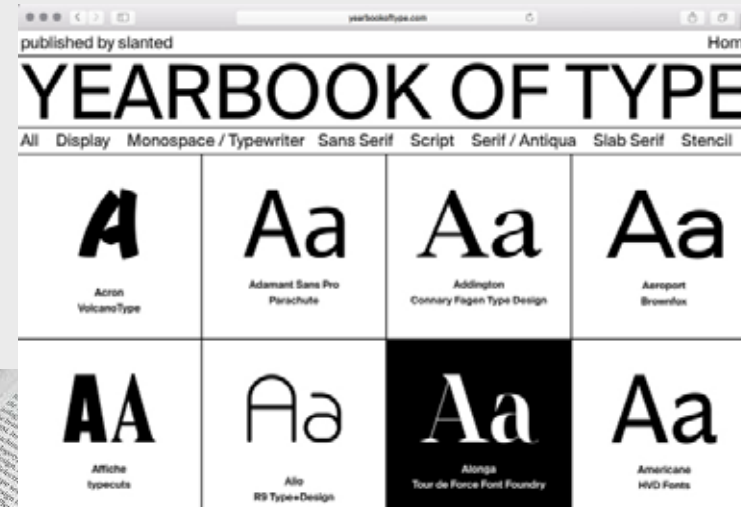 yearbookoftype.com
published by slanted Hom
YEARBOOK OF TYPE
All Display Monospace / Typewriter Sans Serif Script Serif / Antiqua Slab Serif Stencil
A Aa Aa Aa
Acron Adamant Sans Pro Addington Aeroport
VolcanoType Parachute Connary Fagen Type Design Brownfox
AA Aa Aa Aa
Affiche Alio Alonga Americane
typecuts R9 Type+Design Tour de Force Font Foundry HVD Fonts